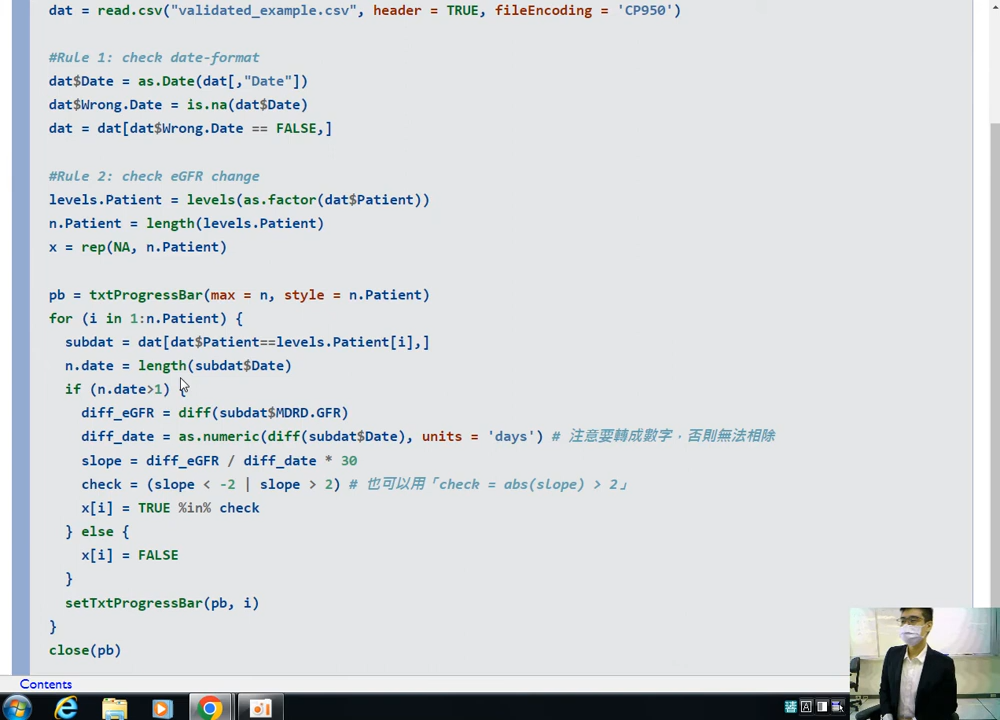 dat = read.csv("validated_example.csv", header = TRUE, fileEncoding = 'CP950')
#Rule 1: check date-format
dat$Date = as.Date(dat[,"Date"])
dat$Wrong.Date = is.na(dat$Date)
dat = dat[dat$Wrong.Date == FALSE,]
#Rule 2: check eGFR change
levels.Patient = levels(as.factor(dat$Patient))
n.Patient = length(levels.Patient)
x = rep(NA, n.Patient)
pb = txtProgressBar(max = n, style = n.Patient)
for (i in 1:n.Patient) {
subdat = dat[dat$Patient==levels.Patient[i],]
n.date = length(subdat$Date)
if (n.date>1) {
diff_eGFR = diff(subdat$MDRD.GFR)
diff_date = as.numeric(diff(subdat$Date), units = 'days') # 注意要轉成數字，否則無法相除
slope = diff_eGFR / diff_date * 30
check = (slope < -2 | slope > 2) # 也可以用「check = abs(slope) > 2」
x[i] = TRUE %in% check
} else {
x[i] = FALSE
}
setTxtProgressBar(pb, i)
}
close(pb)
Contents